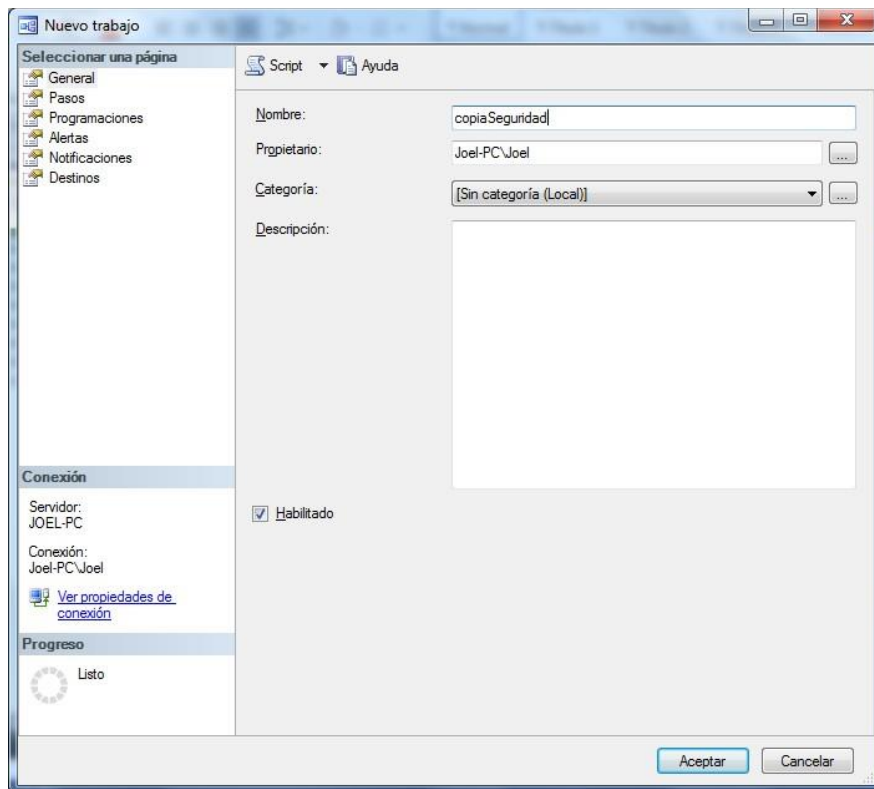 Nuevo trabajo
Seleccionar una página
General
Pasos
Programaciones
Alertas
Notificaciones
Destinos
Script
Ayuda
Nombre:
copiaSeguridad
Propietario:
Joel-PC\Joel
...
Categoría:
[Sin categoría (Local)]
...
Descripción:
Habilitado
Conexión
Servidor:
JOEL-PC
Conexión:
Joel-PC\Joel
Ver propiedades de
conexión
Progreso
Listo
Aceptar
Cancelar